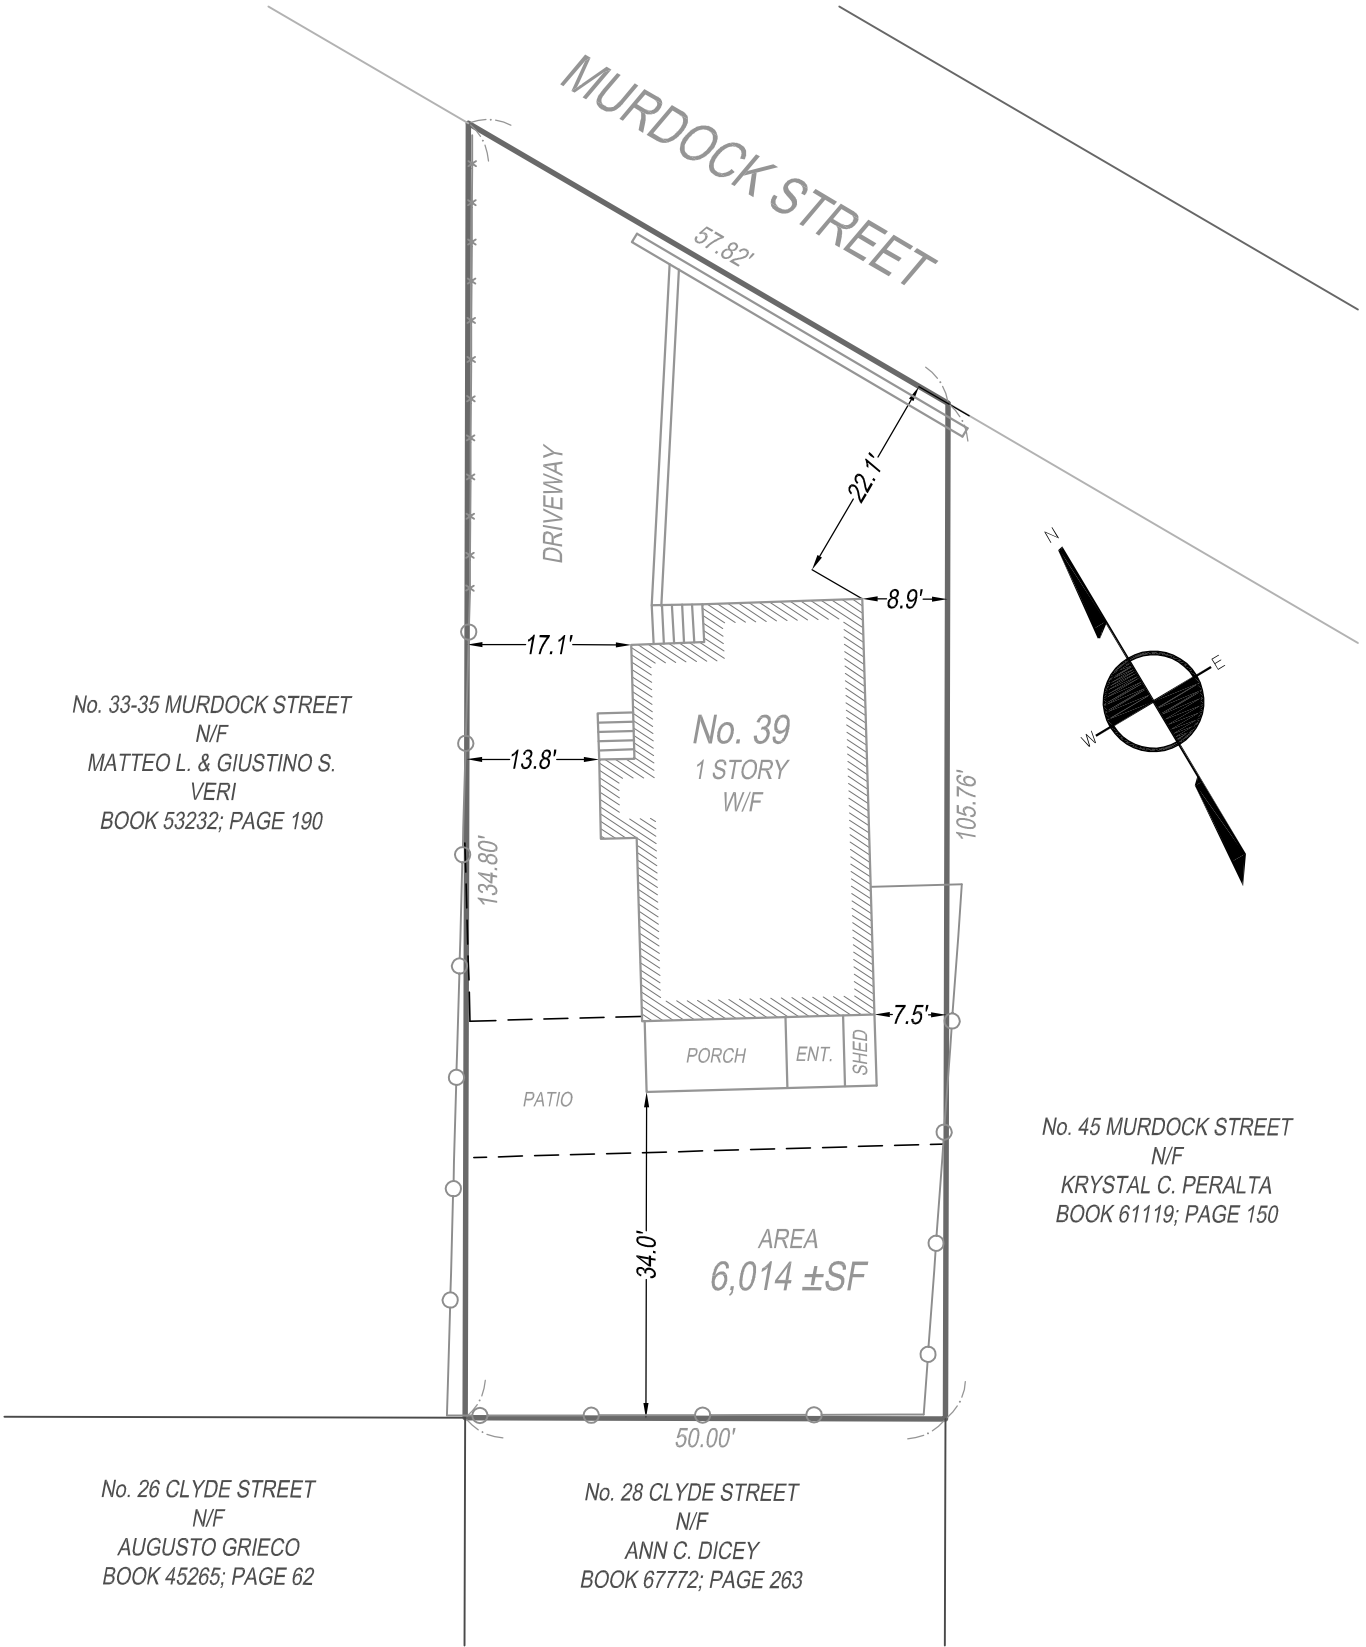 MURDOCK STREET
57.82'
DRIVEWAY
22.1'
8.9'
17.1'
13.8'
N
E
W
No. 33-35 MURDOCK STREET
N/F
MATTEO L. & GIUSTINO S.
VERI
BOOK 53232; PAGE 190
No. 39
1 STORY
W/F
134.80'
105.76'
7.5'
PORCH
ENT.
SHED
PATIO
No. 45 MURDOCK STREET
N/F
KRYSTAL C. PERALTA
BOOK 61119; PAGE 150
34.0'
AREA
6,014 ±SF
50.00'
No. 26 CLYDE STREET
N/F
AUGUSTO GRIECO
BOOK 45265; PAGE 62
No. 28 CLYDE STREET
N/F
ANN C. DICEY
BOOK 67772; PAGE 263